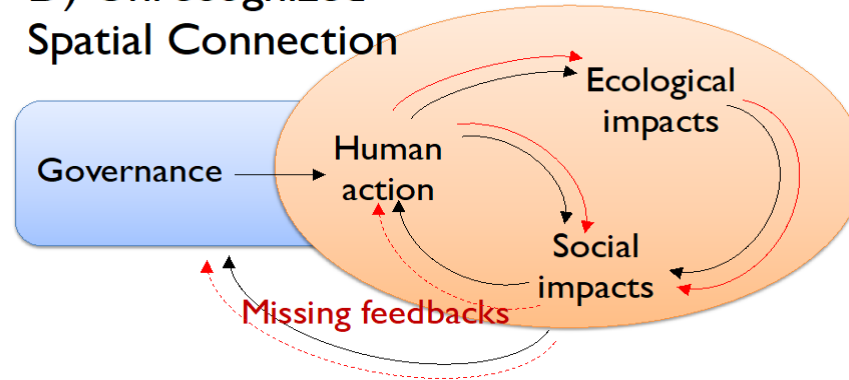 Spatial Connection
Ecological
impacts
Human
action
Governance
Social
impacts
Missing feedbacks